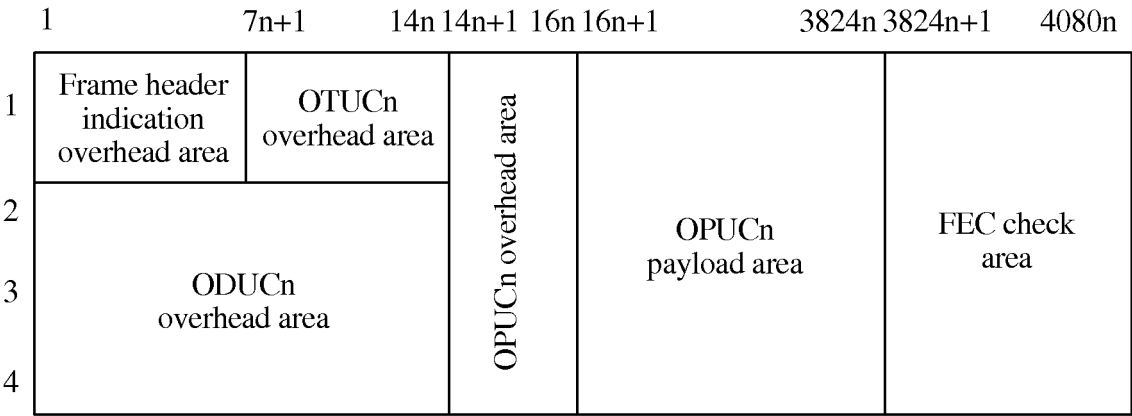 1 7n+1 14n 14n+1 16n 16n+1 3824n 3824n+1 4080n
1
Frame header
indication
overhead area
OTUCn
overhead area
2
3
4
ODUCn
overhead area
OPUCn overhead area
OPUCn
payload area
FEC check
area